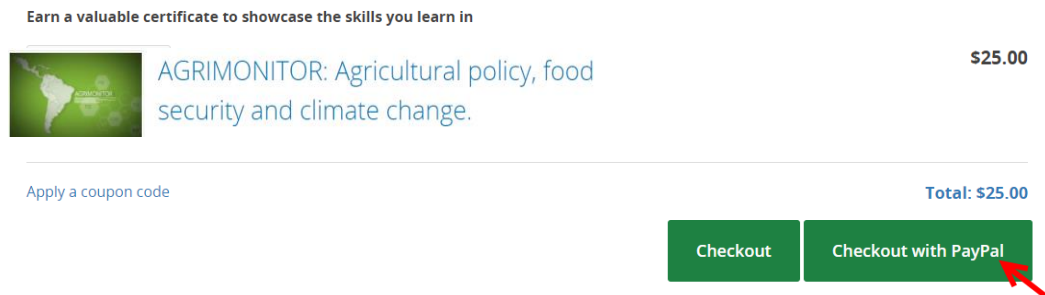 Earn a valuable certificate to showcase the skills you learn in
AGRIMONITOR
AGRIMONITOR: Agricultural policy, food
security and climate change.
$25.00
Apply a coupon code
Total: $25.00
Checkout
Checkout with PayPal